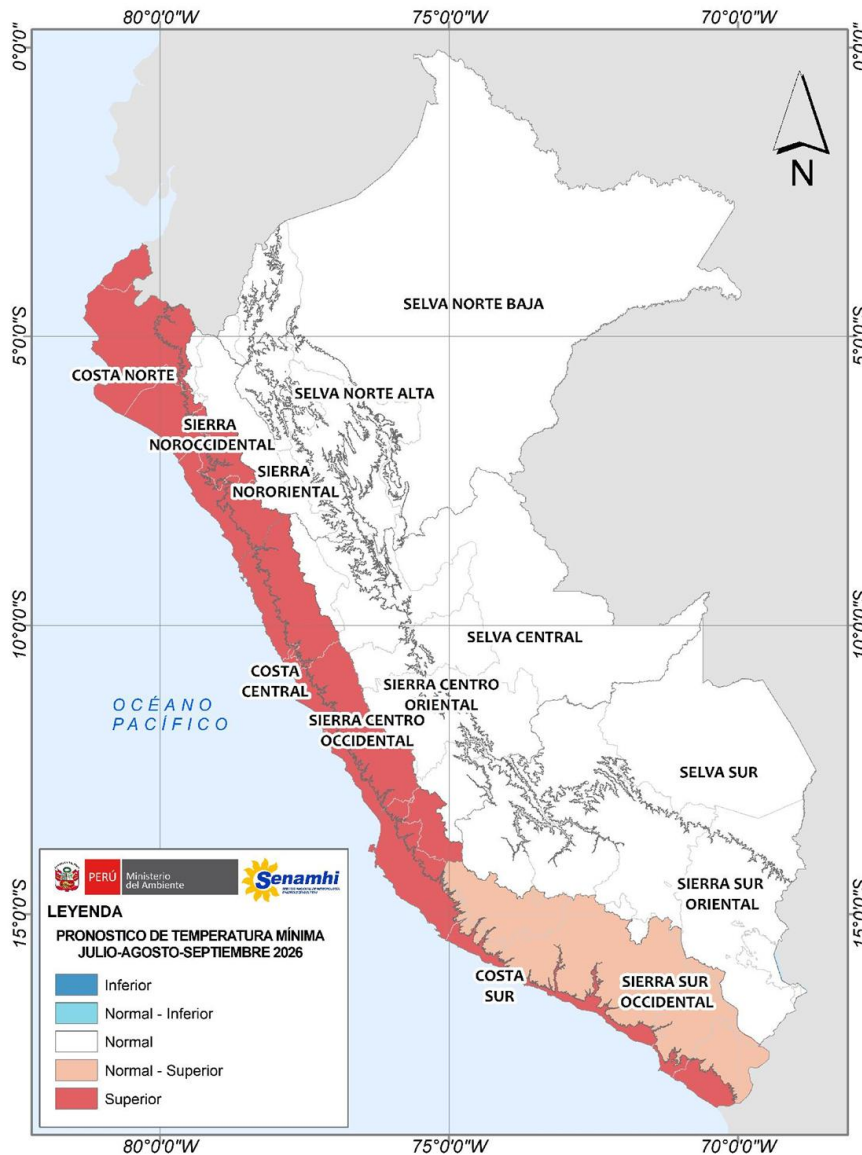 80°0'0"W
75°0'0"W
70°0'0"W
0°0'0"
0°0'0"
N
SELVA NORTE BAJA
5°0'0"S
5°0'0"S
COSTA NORTE
SELVA NORTE ALTA
SIERRA
NOROCCIDENTAL
SIERRA
NORORIENTAL
10°0'0"S
10°0'0"S
SELVA CENTRAL
COSTA
CENTRAL
SIERRA CENTRO
ORIENTAL
OCÉANO
PACÍFICO
SIERRA CENTRO
OCCIDENTAL
SELVA SUR
SIERRA SUR
ORIENTAL
15°0'0"S
15°0'0"S
COSTA
SUR
SIERRA SUR
OCCIDENTAL
PERÚ
Ministerio
del Ambiente
Senamhi
LEYENDA
PRONOSTICO DE TEMPERATURA MÍNIMA
JULIO-AGOSTO-SEPTIEMBRE 2026
Inferior
Normal - Inferior
Normal
Normal - Superior
Superior
80°0'0"W
75°0'0"W
70°0'0"W